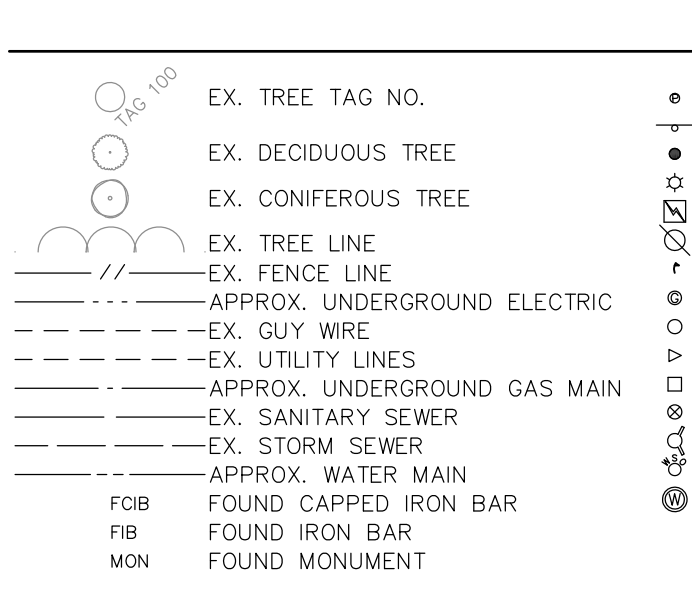 TAG 100 EX. TREE TAG NO.
P
EX. DECIDUOUS TREE
EX. CONIFEROUS TREE
EX. TREE LINE
EX. FENCE LINE
APPROX. UNDERGROUND ELECTRIC
G
EX. GUY WIRE
EX. UTILITY LINES
APPROX. UNDERGROUND GAS MAIN
EX. SANITARY SEWER
EX. STORM SEWER
WSO
APPROX. WATER MAIN
FCIB FOUND CAPPED IRON BAR
W
FIB FOUND IRON BAR
MON FOUND MONUMENT